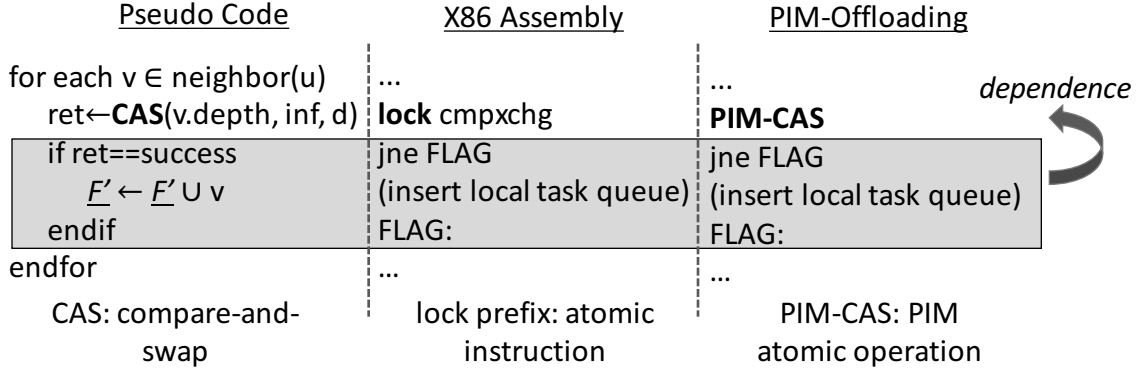 Pseudo Code
X86 Assembly
PIM-Offloading
for each v ∈ neighbor(u)
ret←CAS(v.depth, inf, d)
if ret==success
F’ ← F’ ∪ v
endif
endfor
CAS: compare-and-
swap
...
lock cmpxchg
jne FLAG
(insert local task queue)
FLAG:
...
lock prefix: atomic
instruction
...
PIM-CAS
jne FLAG
(insert local task queue)
FLAG:
...
PIM-CAS: PIM
atomic operation
dependence